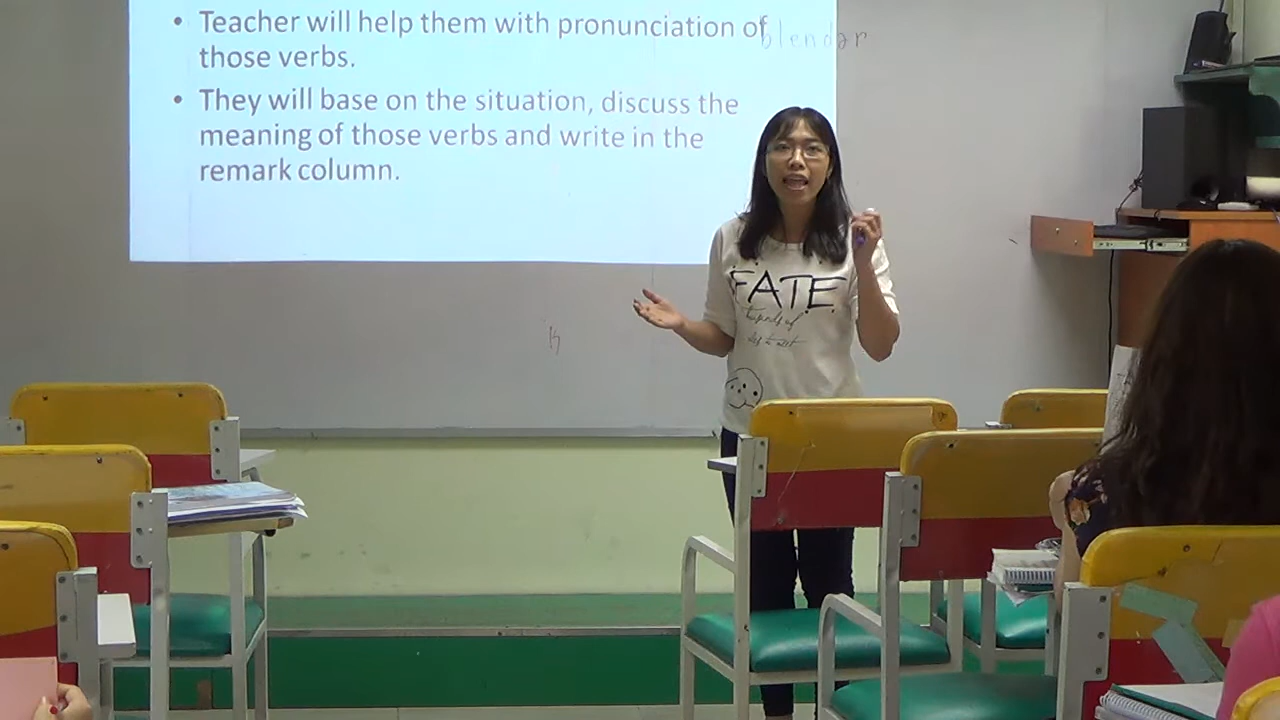 • Teacher will help them with pronunciation of
those verbs.
• They will base on the situation, discuss the
meaning of those verbs and write in the
remark column.
blender
FATE